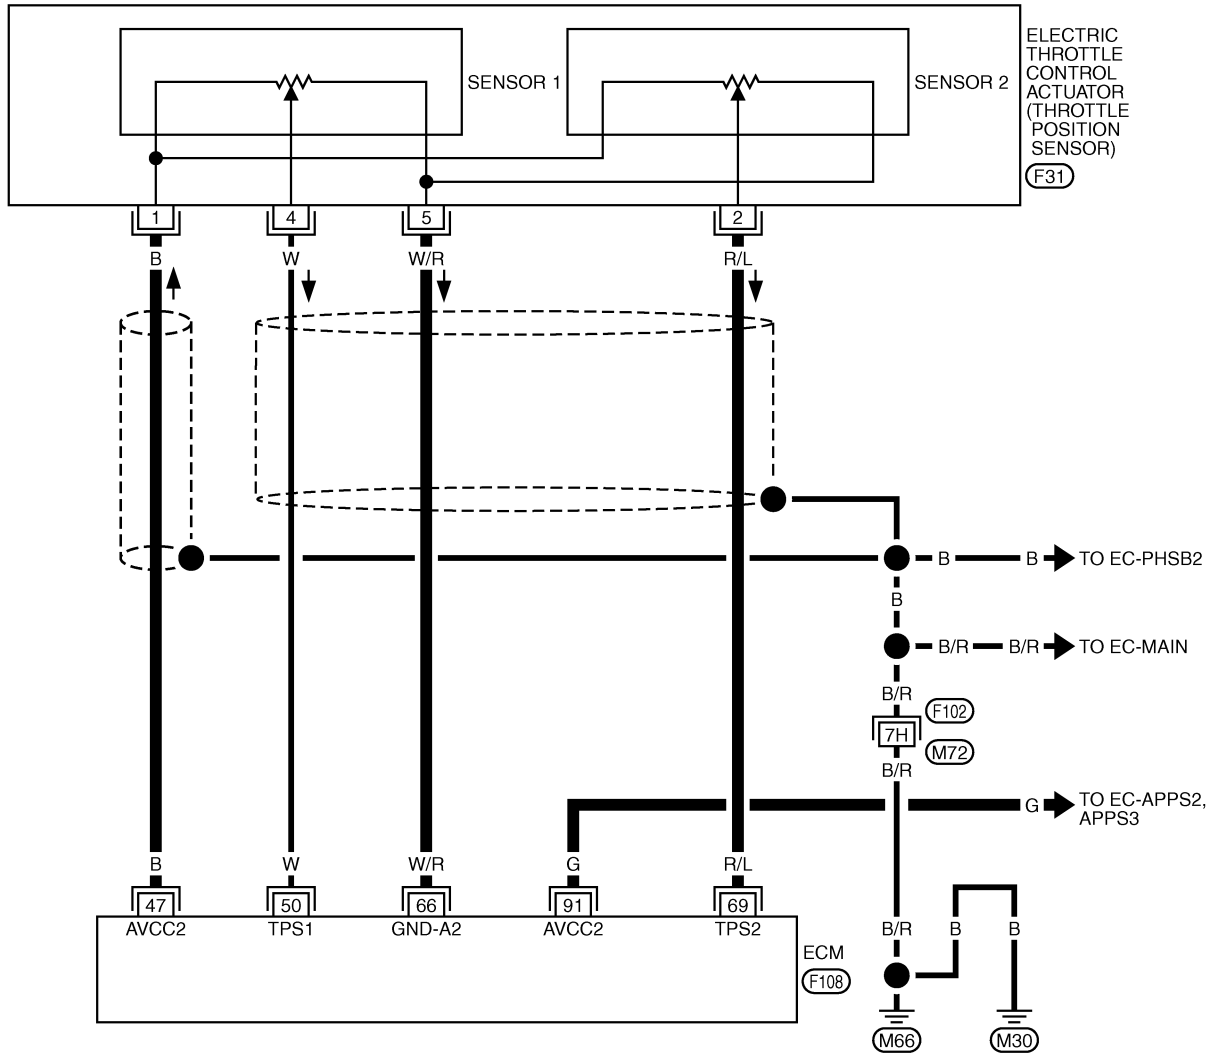 ELECTRIC
THROTTLE
SENSOR 1
SENSOR 2
CONTROL
ACTUATOR
(THROTTLE
POSITION
SENSOR)
F31
1
4
5
2
B
W
W/R
R/L
B
B
TO EC-PHSB2
B
B/R
B/R
TO EC-MAIN
B/R
F102
7H
M72
B/R
G
TO EC-APPS2,
APPS3
B
W
W/R
G
R/L
47
50
66
91
69
AVCC2
TPS1
GND-A2
AVCC2
TPS2
B/R
B
B
ECM
F108
M66
M30